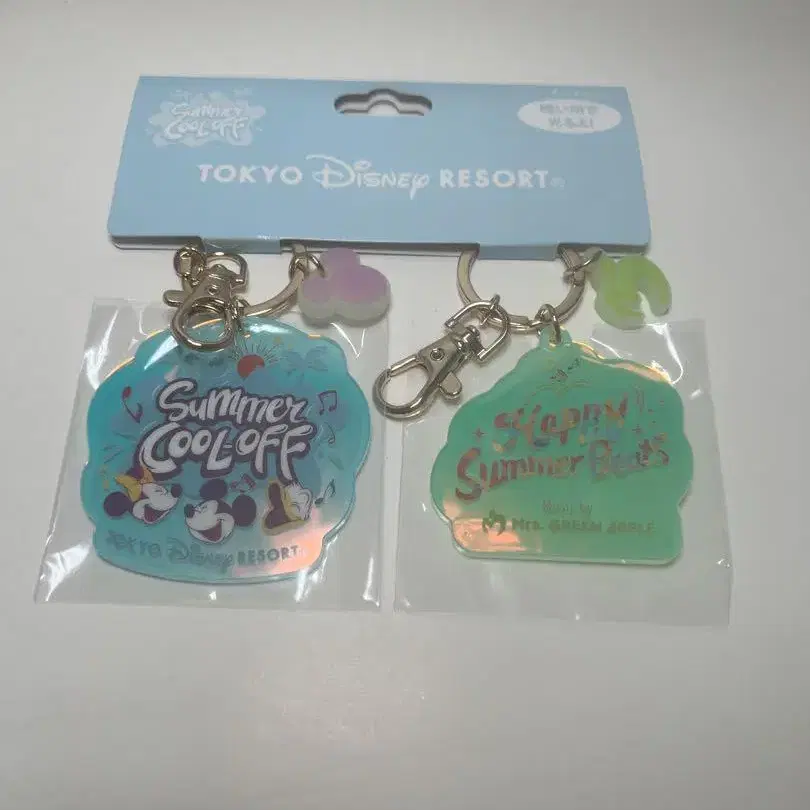 Summer
COOL-OFF
TOKYO Disney RESORT®
Summer
COOL-OFF
TOKYO Disney RESORT
Happy
Summer Beats
Music by
Mrs. GREEN APPLE